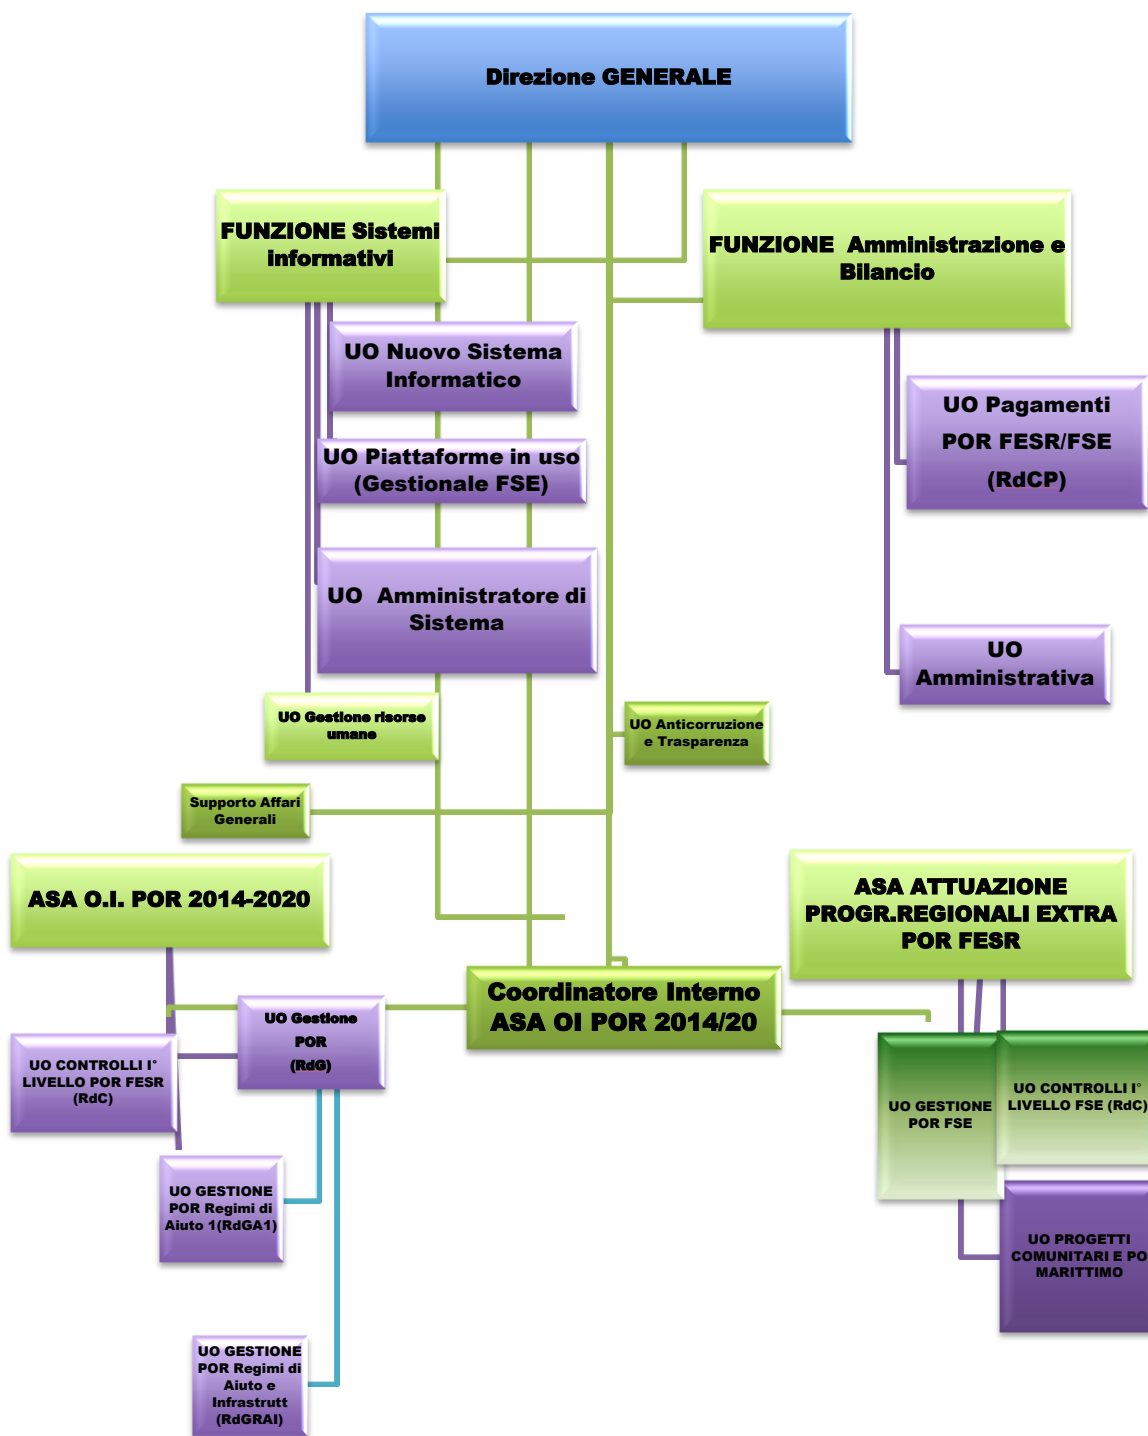 Direzione GENERALE
FUNZIONE Sistemi
informativi
FUNZIONE Amministrazione e
Bilancio
UO Nuovo Sistema
Informatico
UO Pagamenti
POR FESR/FSE
(RdCP)
UO Piattaforme in uso
(Gestionale FSE)
UO Amministratore di
Sistema
UO
Amministrativa
UO Gestione risorse
umane
UO Anticorruzione
e Trasparenza
Supporto Affari
Generali
ASA O.I. POR 2014-2020
ASA ATTUAZIONE
PROGR.REGIONALI EXTRA
POR FESR
Coordinatore Interno
ASA OI POR 2014/20
UO Gestione
POR
(RdG)
UO CONTROLLI I°
LIVELLO POR FESR
(RdC)
UO GESTIONE
POR FSE
UO CONTROLLI I°
LIVELLO FSE (RdC)
UO GESTIONE
POR Regimi di
Aiuto 1(RdGA1)
UO PROGETTI
COMUNITARI E PO
MARITTIMO
UO GESTIONE
POR Regimi di
Aiuto e
Infrastrutt
(RdGRAI)